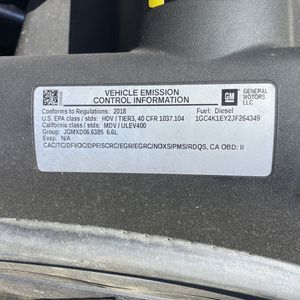 VEHICLE EMISSION
CONTROL INFORMATION
GM
GENERAL
MOTORS
LLC
Conforms to Regulations: 2018
Fuel: Diesel
U.S. EPA class / stds: HDV / TIER3, 40 CFR 1037.104
1GC4K1EY2JF264349
California class / stds: MDV / ULEV400
Group: JGMXD06.6385 6.6L
Evap: N/A
CAC/TC/DFI/OC/DPF/SCRC/EGR/EGRC/NOXS/PMS/RDQS, CA OBD: II